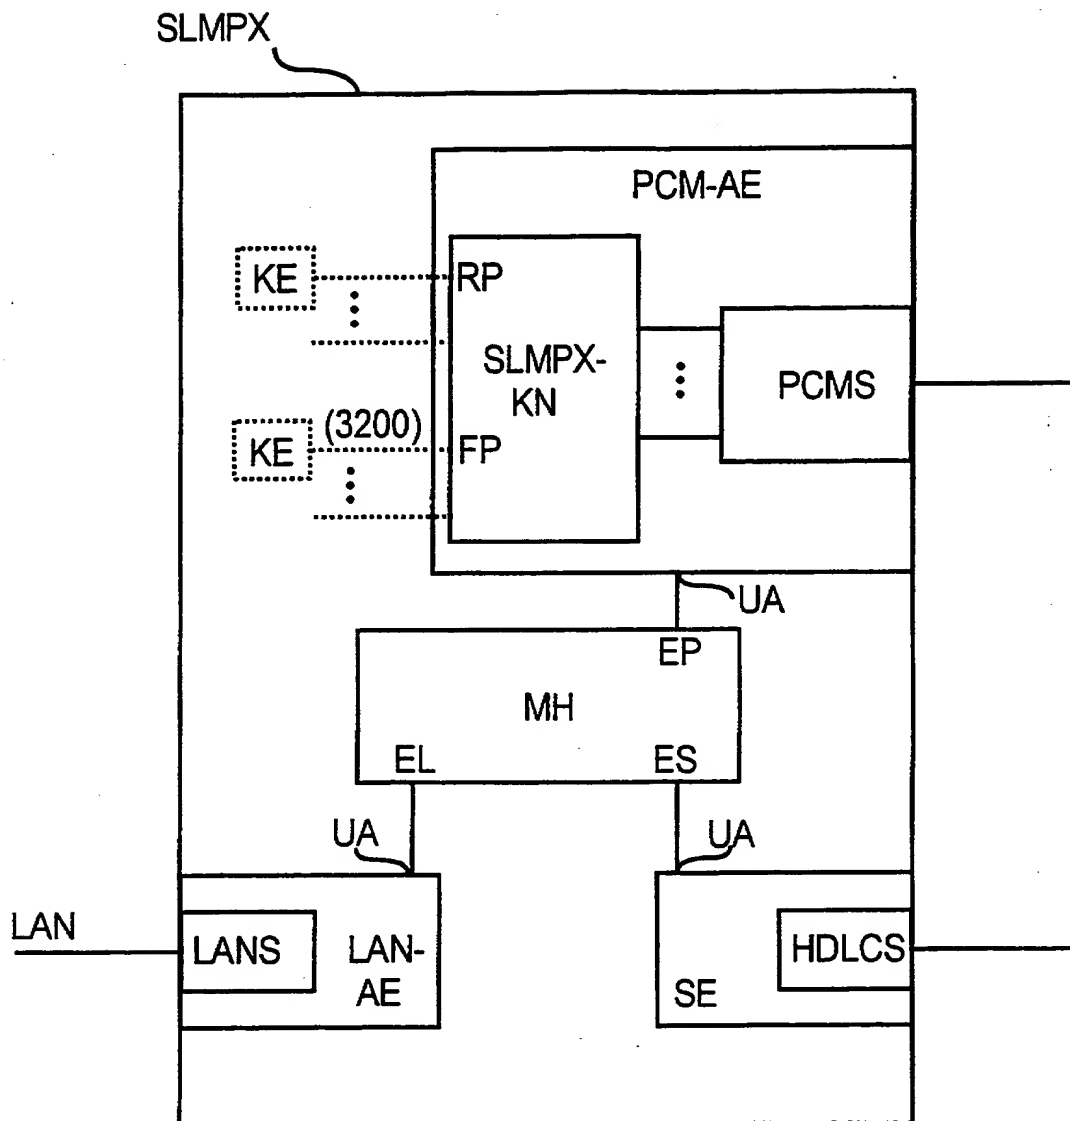 SLMPX
PCM-AE
KE
RP
SLMPX-
KN
PCMS
(3200)
KE
FP
UA
EP
MH
EL
ES
UA
UA
LAN
LANS
LAN-
AE
HDLCS
SE